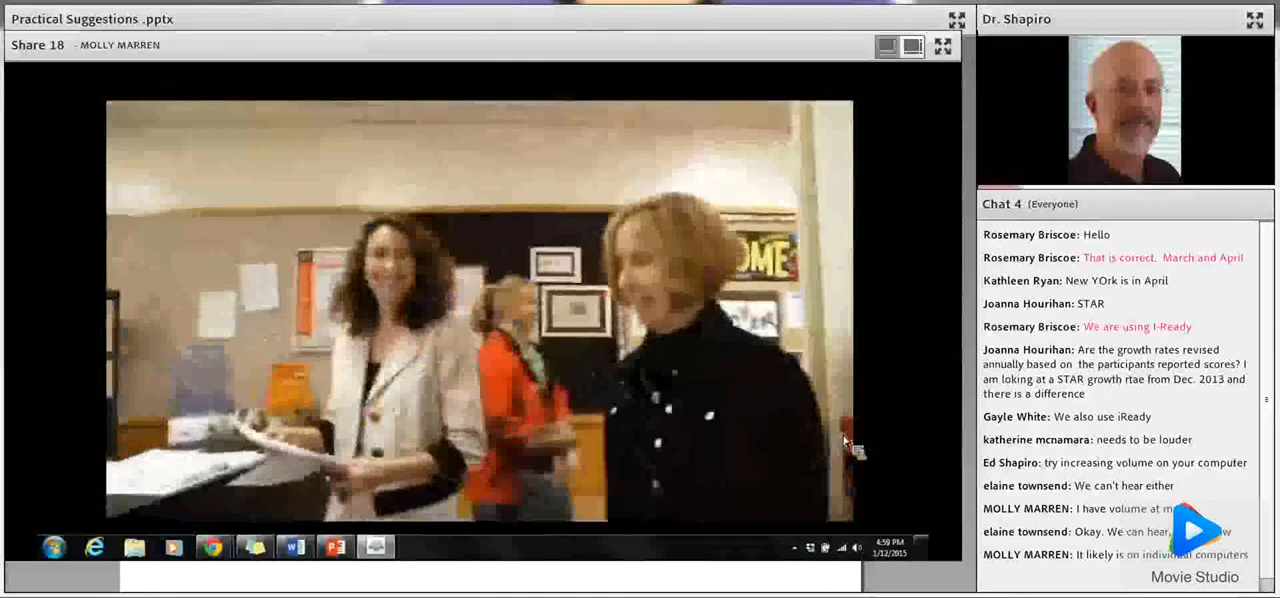 Practical Suggestions .pptx
Share 18 - MOLLY MARREN
OME
4:59 PM
1/12/2015
Dr. Shapiro
Chat 4 (Everyone)
Rosemary Briscoe: Hello
Rosemary Briscoe: That is correct. March and April
Kathleen Ryan: New YOrk is in April
Joanna Hourihan: STAR
Rosemary Briscoe: We are using I-Ready
Joanna Hourihan: Are the growth rates revised
annually based on the participants reported scores? I
am loking at a STAR growth rtae from Dec. 2013 and
there is a difference
Gayle White: We also use iReady
katherine mcnamara: needs to be louder
Ed Shapiro: try increasing volume on your computer
elaine townsend: We can't hear either
MOLLY MARREN: I have volume at
elaine townsend: Okay. We can hear,
MOLLY MARREN: It likely is on individual computers
Movie Studio